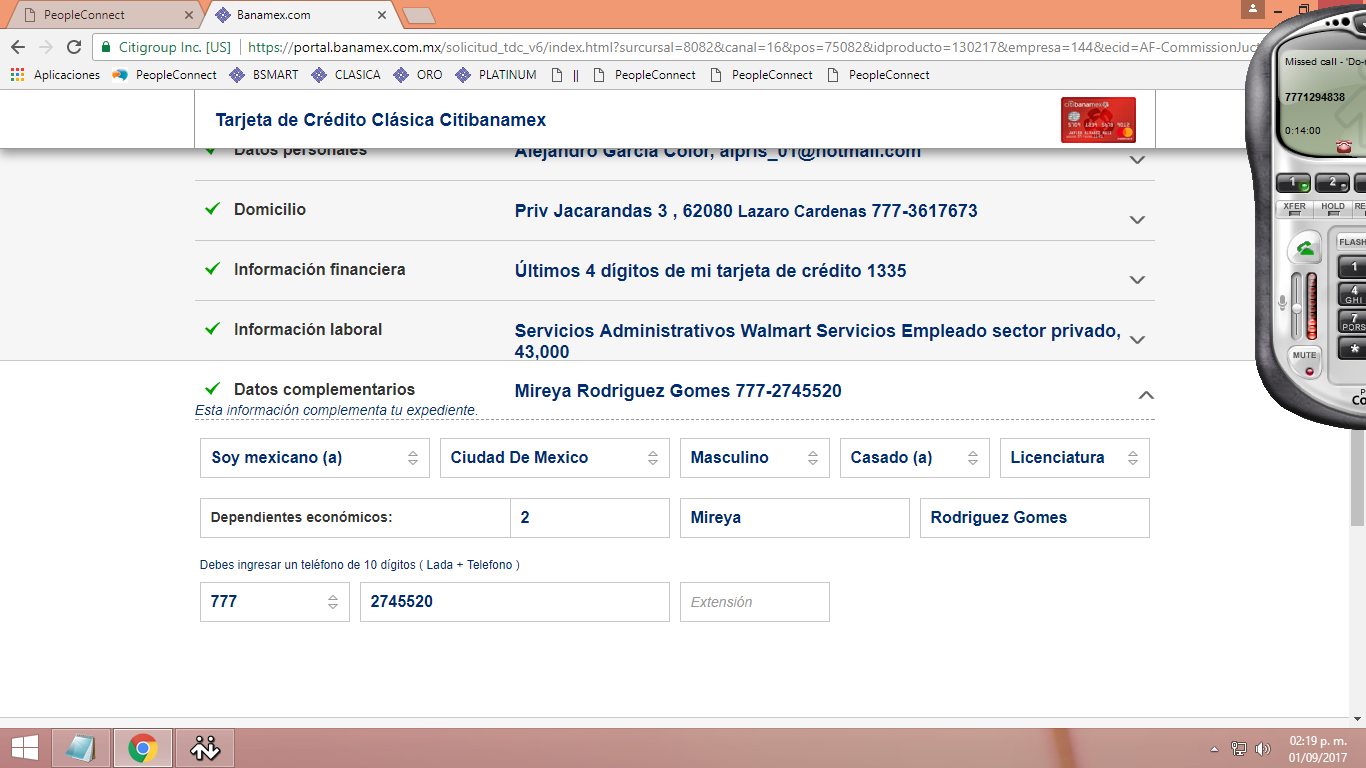 PeopleConnect
Banamex.com
Citigroup Inc. [US]
https://portal.banamex.com.mx/solicitud_tdc_v6/index.html?sursursal=8082&canal=16&pos=75082&idproducto=130217&empresa=144&ecid=AF-CommissionJuct
Aplicaciones PeopleConnect BSMART CLASICA ORO PLATINUM || PeopleConnect PeopleConnect PeopleConnect
Missed call - 'Do-
7771294838
0:14:00
1 2
XFER HOLD RE
FLASH
1
4 GHI
7 PQRS
*
MUTE
Tarjeta de Crédito Clásica Citibanamex
citibanamex
Datos personales Alejandro Garcia Color, alpris_01@hotmail.com
Domicilio Priv Jacarandas 3 , 62080 Lazaro Cardenas 777-3617673
Información financiera Últimos 4 dígitos de mi tarjeta de crédito 1335
Información laboral Servicios Administrativos Walmart Servicios Empleado sector privado,
43,000
Datos complementarios Mireya Rodriguez Gomes 777-2745520
Esta información complementa tu expediente.
Soy mexicano (a) Ciudad De Mexico Masculino Casado (a) Licenciatura
Dependientes económicos: 2 Mireya Rodriguez Gomes
Debes ingresar un teléfono de 10 dígitos ( Lada + Telefono )
777 2745520 Extensión
02:19 p. m.
01/09/2017